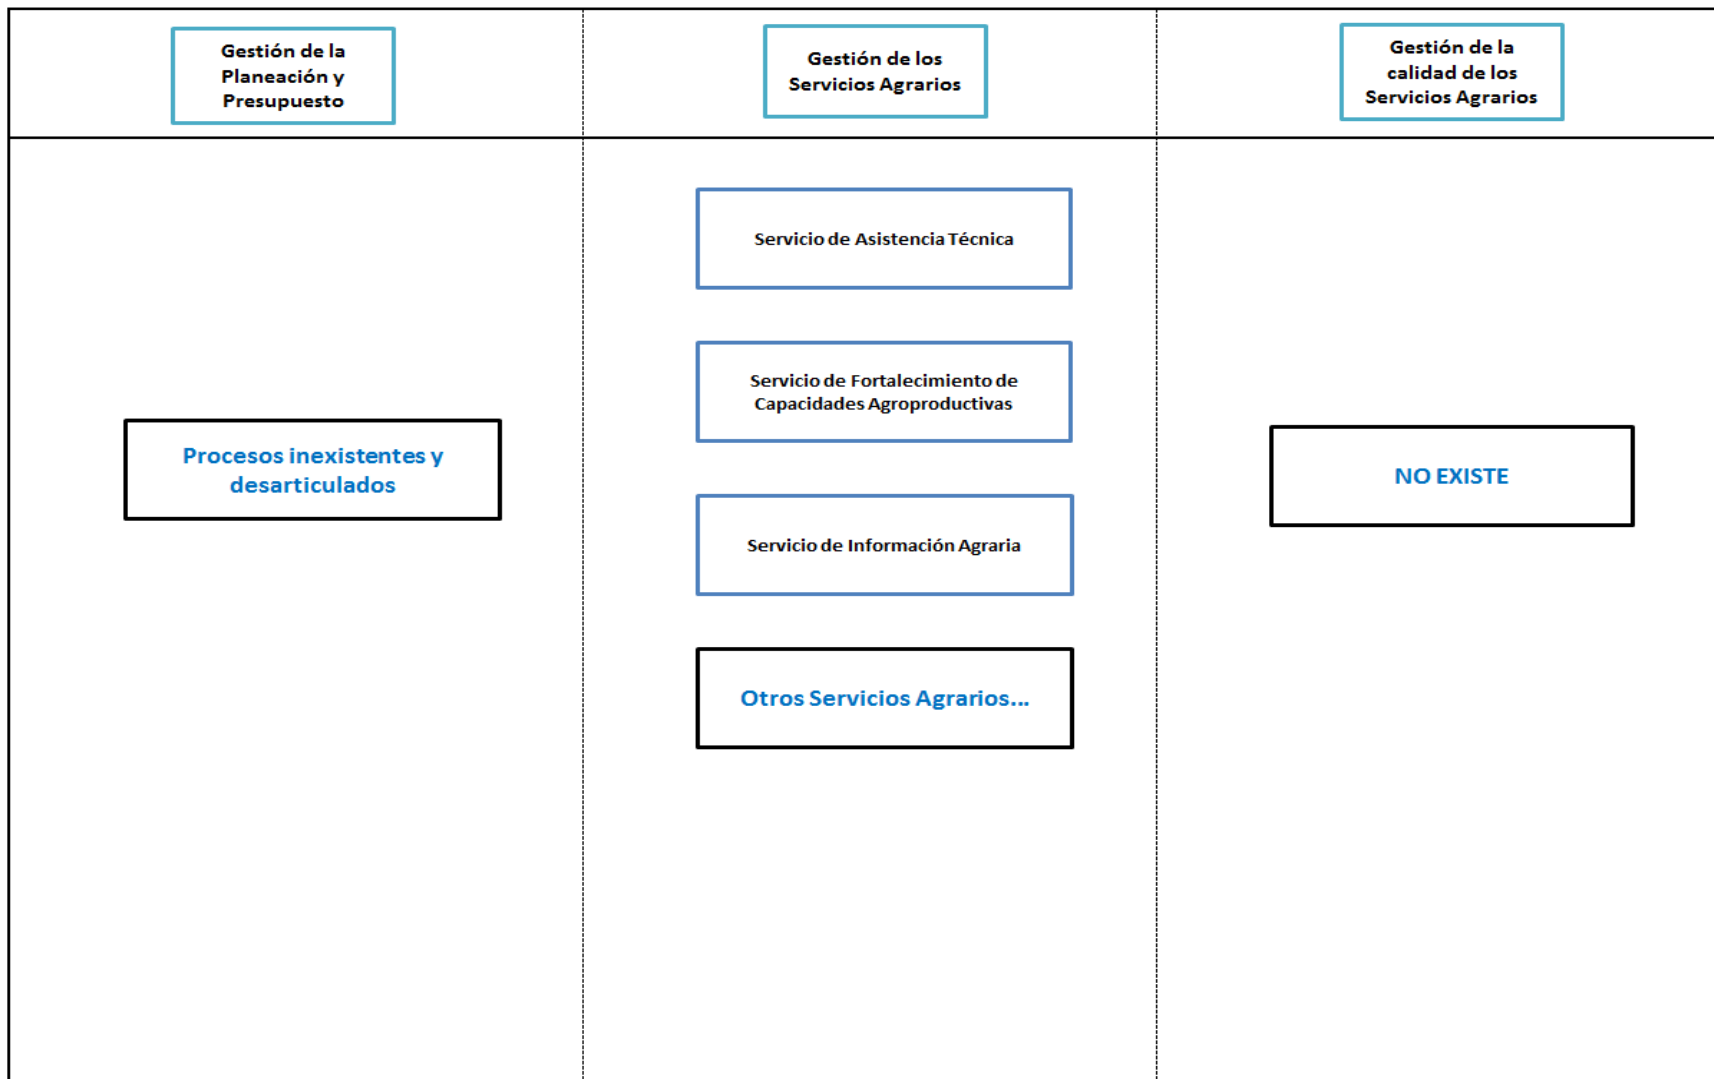 Gestión de la
Planeación y
Presupuesto
Gestión de los
Servicios Agrarios
Gestión de la
calidad de los
Servicios Agrarios
Procesos inexistentes y
desarticulados
Servicio de Asistencia Técnica
Servicio de Fortalecimiento de
Capacidades Agroproductivas
Servicio de Información Agraria
Otros Servicios Agrarios...
NO EXISTE